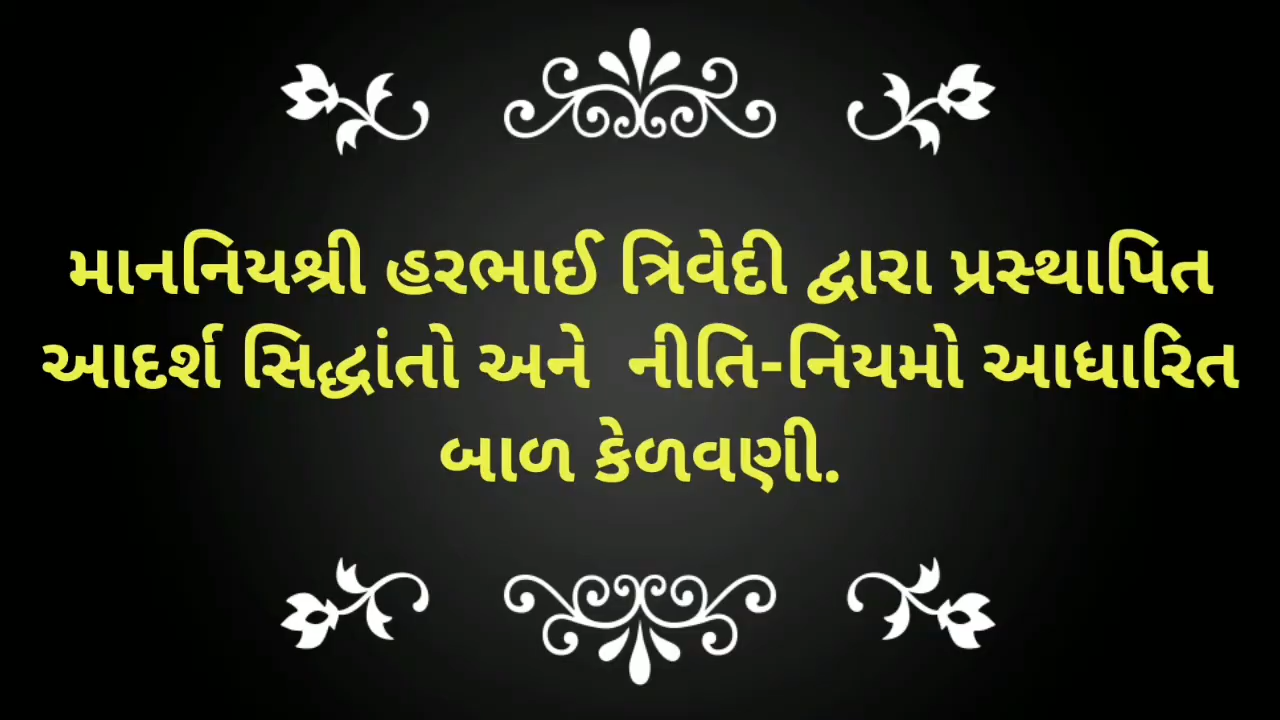 માનનિયશ્રી હરભાઈ ત્રિવેદી દ્વારા પ્રસ્થાપિત
આદર્શ સિદ્ધાંતો અને  નીતિ-નિયમો આધારિત
બાળ કેળવણી.